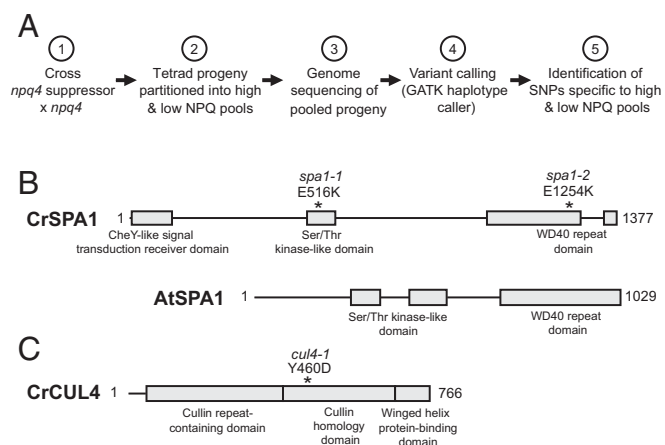 A
1 2 3 4 5
Cross
npq4 suppressor
x npq4
Tetrad progeny
partitioned into high
& low NPQ pools
Genome
sequencing of
pooled progeny
Variant calling
(GATK haplotype
caller)
Identification of
SNPs specific to high
& low NPQ pools
B
spa1-1
E516K
*
spa1-2
E1254K
*
CrSPA1 1 1377
CheY-like signal
transduction receiver domain
Ser/Thr
kinase-like domain
WD40 repeat
domain
AtSPA1 1 1029
Ser/Thr kinase-like
domain
WD40 repeat
domain
C
cul4-1
Y460D
*
CrCUL4 1 766
Cullin repeat-
containing domain
Cullin
homology
domain
Winged helix
protein-binding
domain